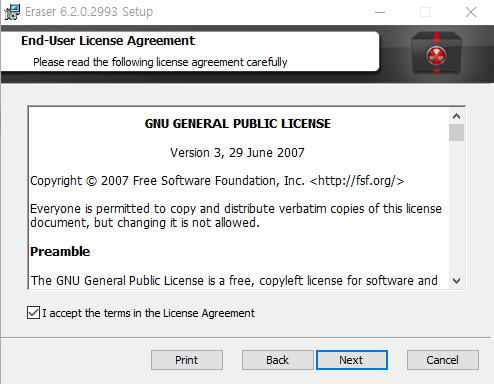 Eraser 6.2.0.2993 Setup
End-User License Agreement
Please read the following license agreement carefully
GNU GENERAL PUBLIC LICENSE
Version 3, 29 June 2007
Copyright © 2007 Free Software Foundation, Inc. <http://fsf.org/>
Everyone is permitted to copy and distribute verbatim copies of this license
document, but changing it is not allowed.
Preamble
The GNU General Public License is a free, copyleft license for software and
I accept the terms in the License Agreement
Print Back Next Cancel